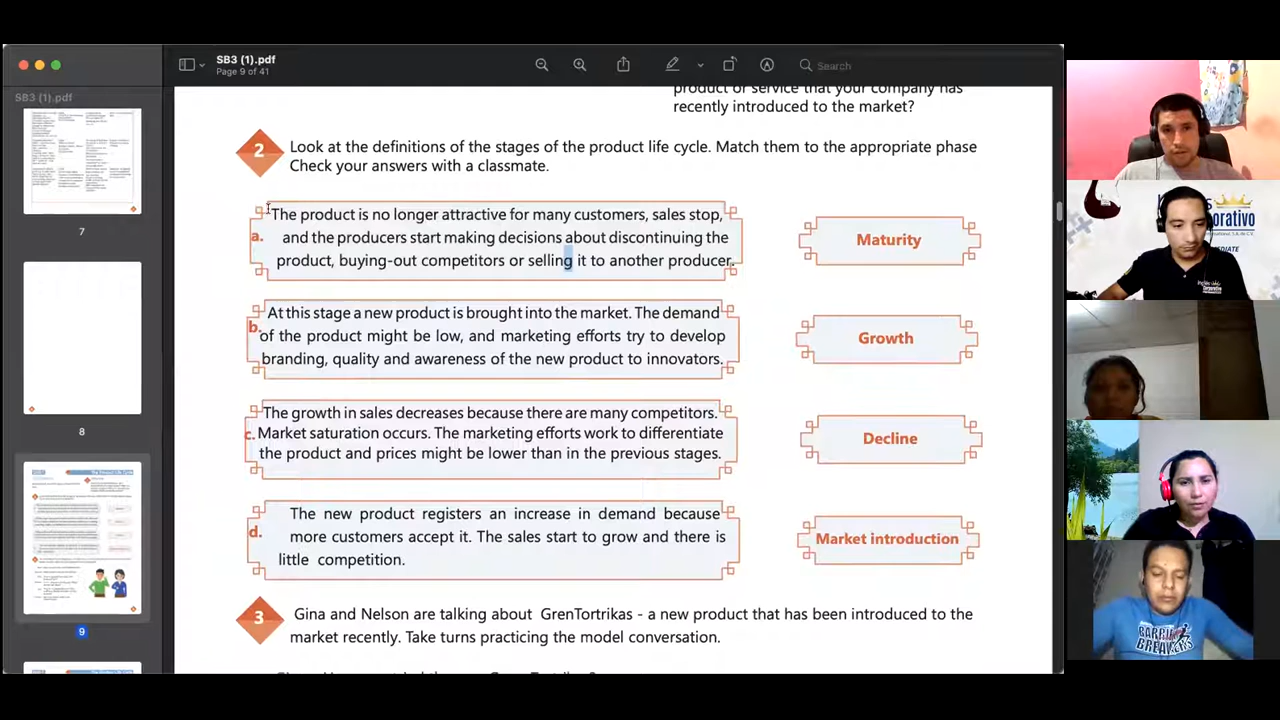 SB3 (1).pdf
Page 9 of 41
Search
SB3 (1).pdf
7
8
9
product or service that your company has
recently introduced to the market?
2
Look at the definitions of the stages of the product life cycle. Match them to the appropriate phase
check your answers with a classmate.
a.
The product is no longer attractive for many customers, sales stop,
and the producers start making decisions about discontinuing the
product, buying-out competitors or selling it to another producer.
Maturity
b.
At this stage a new product is brought into the market. The demand
of the product might be low, and marketing efforts try to develop
branding, quality and awareness of the new product to innovators.
Growth
c.
The growth in sales decreases because there are many competitors.
Market saturation occurs. The marketing efforts work to differentiate
the product and prices might be lower than in the previous stages.
Decline
d.
The new product registers an increase in demand because
more customers accept it. The sales start to grow and there is
little competition.
Market introduction
3
Gina and Nelson are talking about GrenTortrikas - a new product that has been introduced to the
market recently. Take turns practicing the model conversation.
BARRIER
BREAKERS